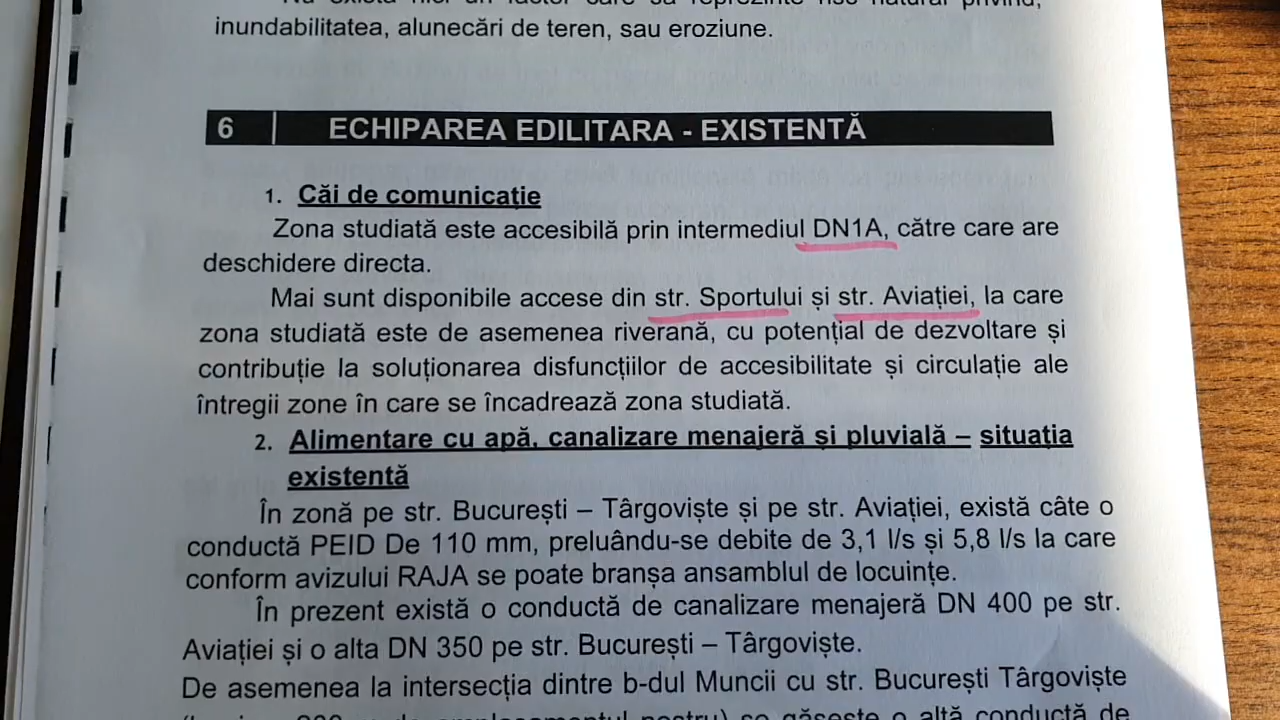 inundabilitatea, alunecări de teren, sau eroziune.
6 ECHIPAREA EDILITARA - EXISTENTĂ
1. Căi de comunicație
Zona studiată este accesibilă prin intermediul DN1A, către care are
deschidere directa.
Mai sunt disponibile accese din str. Sportului și str. Aviației, la care
zona studiată este de asemenea riverană, cu potențial de dezvoltare și
contribuție la soluționarea disfuncțiilor de accesibilitate și circulație ale
întregii zone în care se încadrează zona studiată.
2. Alimentare cu apă, canalizare menajeră și pluvială – situația
existentă
În zonă pe str. București – Târgoviște și pe str. Aviației, există câte o
conductă PEID De 110 mm, preluându-se debite de 3,1 l/s și 5,8 l/s la care
conform avizului RAJA se poate branșa ansamblul de locuințe.
În prezent există o conductă de canalizare menajeră DN 400 pe str.
Aviației și o alta DN 350 pe str. București – Târgoviște.
De asemenea la intersecția dintre b-dul Muncii cu str. București Târgoviște